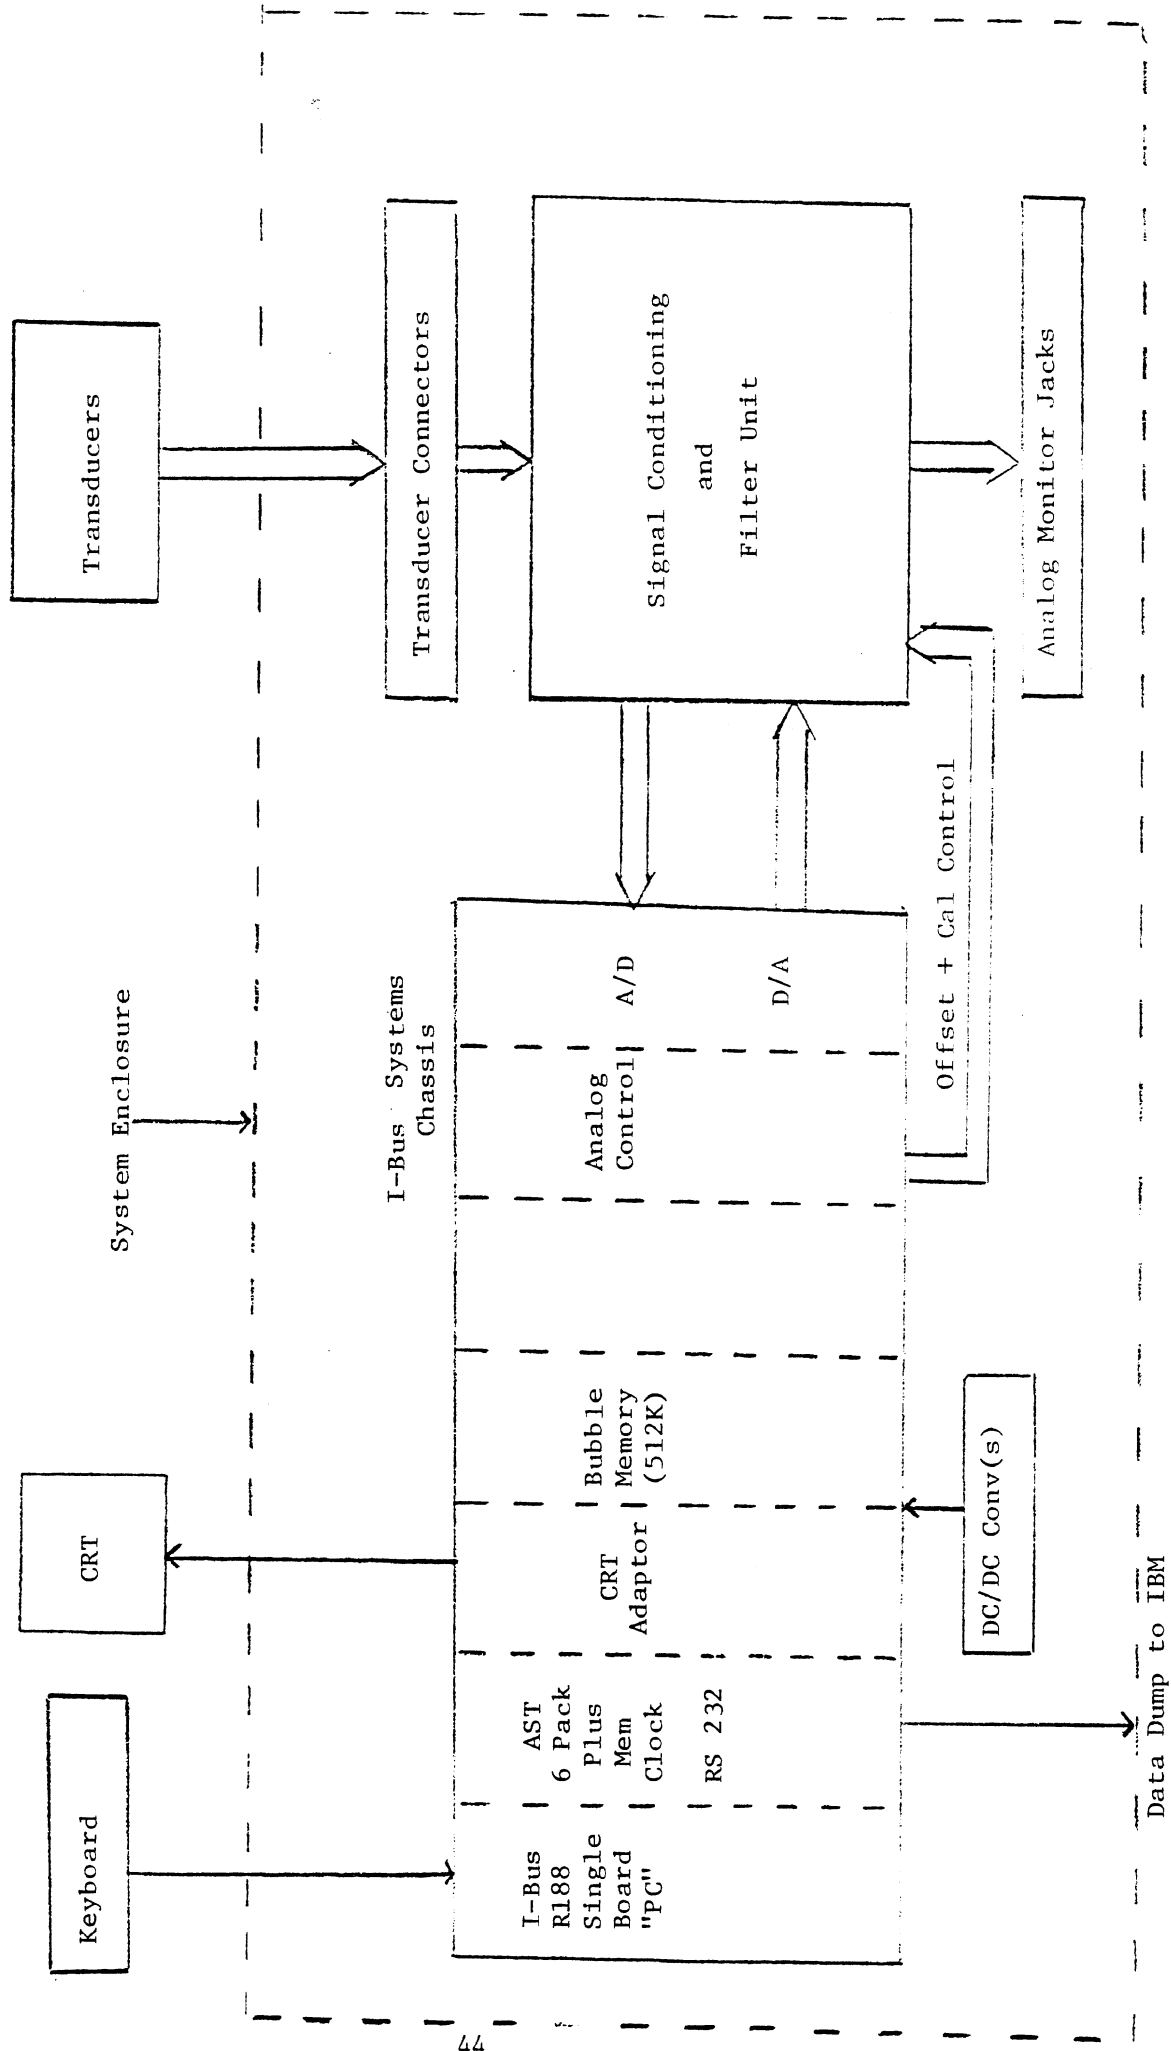 Keyboard
CRT
System Enclosure
Transducers
I-Bus Systems
Chassis
Transducer Connectors
I-Bus
R188
Single
Board
"PC"
AST
6 Pack
Plus
Mem
Clock
RS 232
CRT
Adaptor
Bubble
Memory
(512K)
Analog
Control
A/D
D/A
Signal Conditioning
and
Filter Unit
DC/DC Conv(s)
Offset + Cal Control
Analog Monitor Jacks
Data Dump to IBM
44